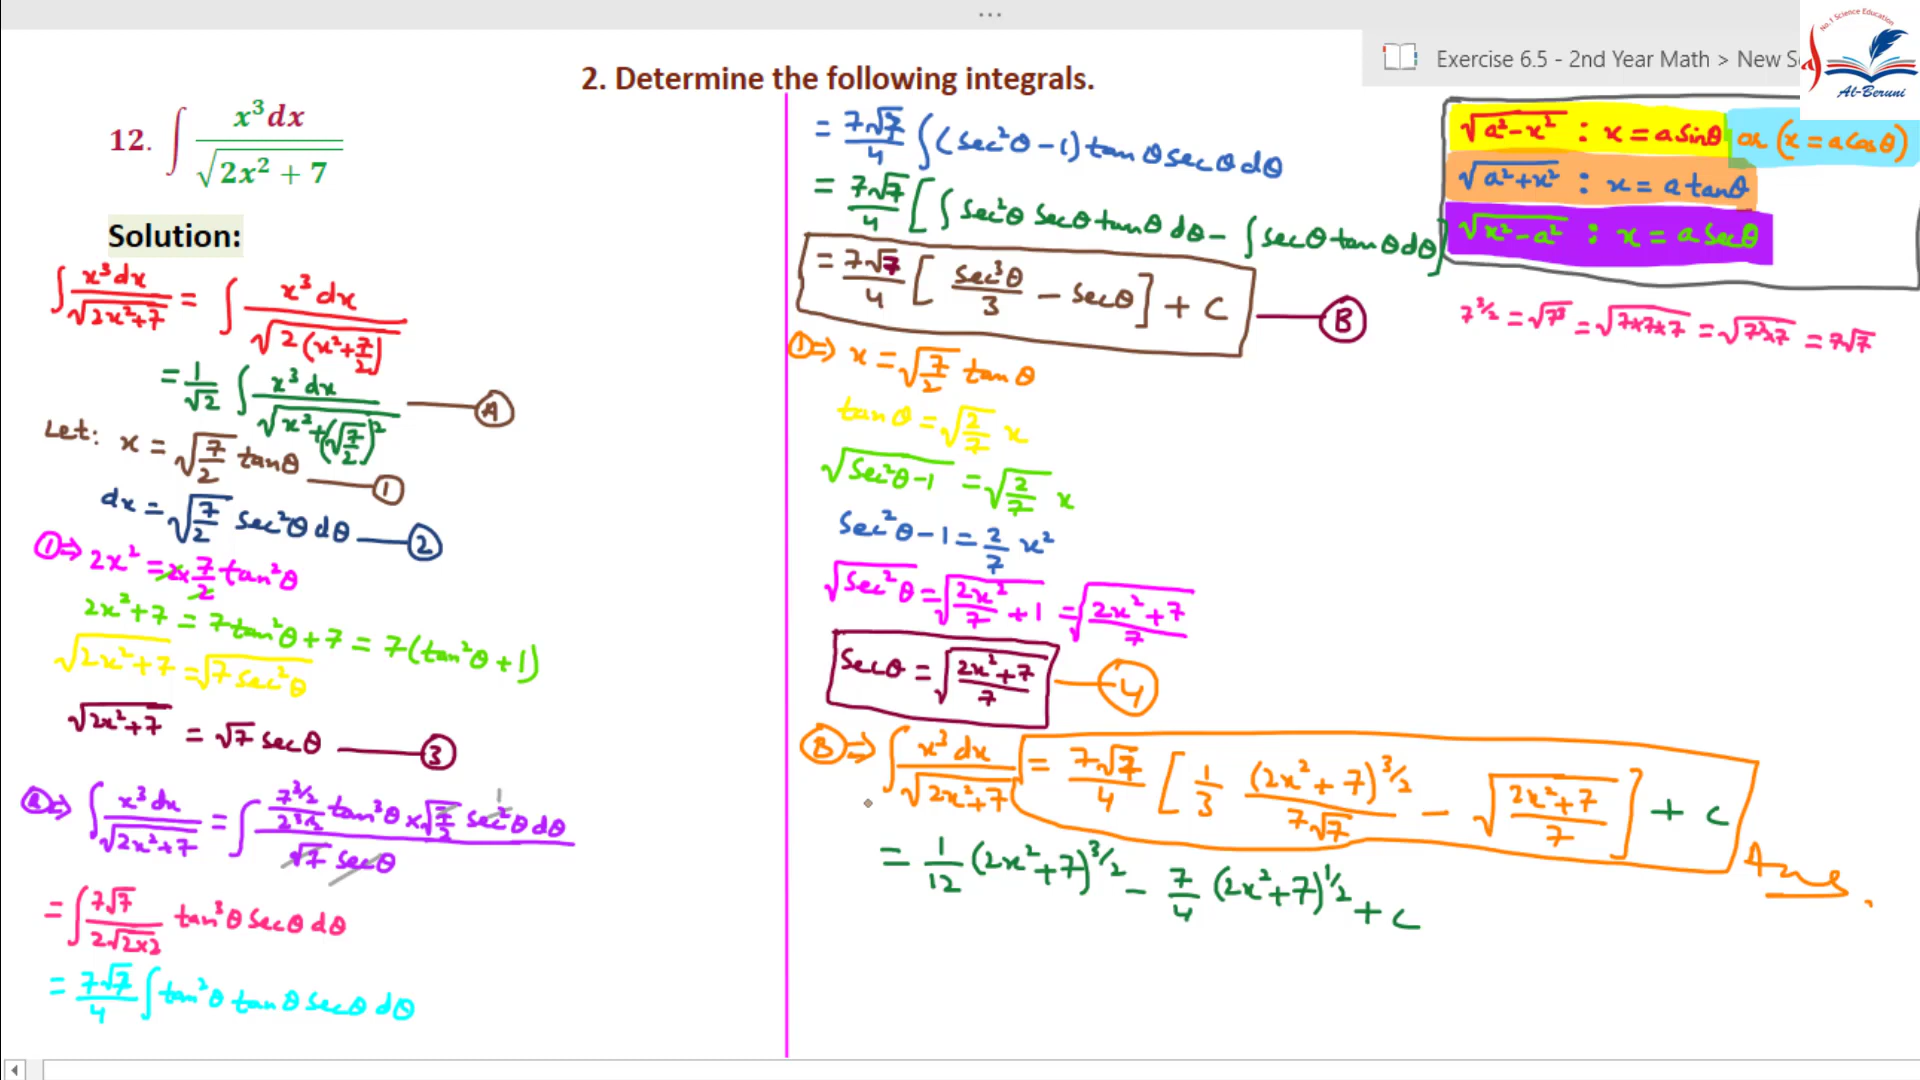 ...
Exercise 6.5 - 2nd Year Math > New S
No.1 Science Education
Al-Beruni
2. Determine the following integrals.
12. ∫ x³dx / √(2x² + 7)
Solution:
∫ x³dx / √(2x²+7) = ∫ x³dx / √(2(x²+7/2))
= 1/√2 ∫ x³dx / √(x²+(√(7/2))²) — A
Let: x = √(7/2) tanθ — 1
dx = √(7/2) sec²θ dθ — 2
1 ⇒ 2x² = 2x 7/2 tan²θ
2x²+7 = 7tan²θ+7 = 7(tan²θ+1)
√(2x²+7) = √(7sec²θ)
√(2x²+7) = √7 secθ — 3
a ⇒ ∫ x³dx / √(2x²+7) = ∫ (7^(3/2)/2^(3/2) tan³θ × √(7/2) sec²θ dθ) / (√7 secθ) 1
= ∫ 7√7 / 2√(2×2) tan³θ secθ dθ
= 7√7/4 ∫ tan²θ tanθ secθ dθ
= 7√7/4 ∫ (sec²θ-1) tanθ secθ dθ
= 7√7/4 [∫ sec²θ secθ tanθ dθ - ∫ secθ tanθ dθ]
= 7√7/4 [sec³θ/3 - secθ] + C — B
1 ⇒ x = √(7/2) tanθ
tanθ = √(2/7) x
√(sec²θ-1) = √(2/7) x
sec²θ-1 = 2/7 x²
√(sec²θ) = √(2x²/7 + 1) = √((2x²+7)/7)
secθ = √((2x²+7)/7) — 4
B ⇒ ∫ x³dx / √(2x²+7) = 7√7/4 [1/3 (2x²+7)^(3/2) / 7√7 - √((2x²+7)/7)] + C
Ans.
= 1/12 (2x²+7)^(3/2) - 7/4 (2x²+7)^(1/2) + C
√(a²-x²) : x = a sinθ or (x = a cosθ)
√(a²+x²) : x = a tanθ
√(x²-a²) : x = a secθ
7^(3/2) = √(7³) = √(7×7×7) = √(7²×7) = 7√7